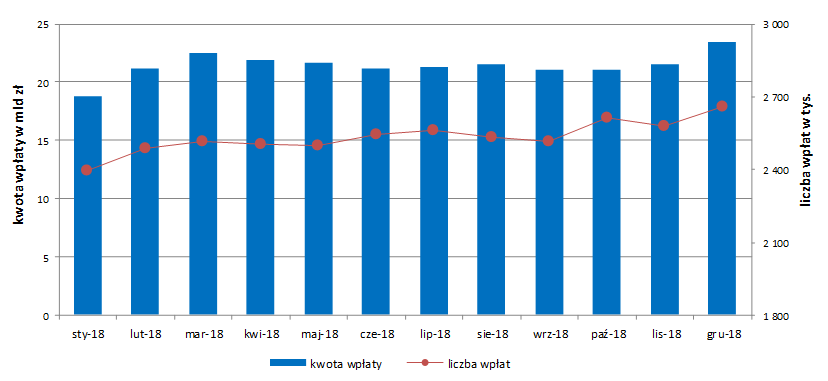 kwota wpłaty w mld zł
25
20
15
10
5
0
3 000
2 700
2 400
2 100
1 800
liczba wpłat w tys.
sty-18 lut-18 mar-18 kwi-18 maj-18 cze-18 lip-18 sie-18 wrz-18 paź-18 lis-18 gru-18
kwota wpłaty liczba wpłat